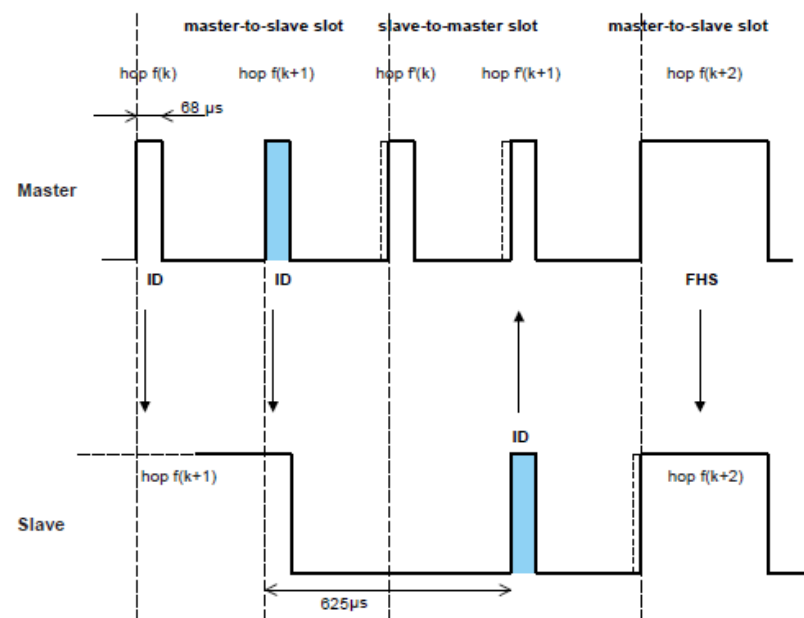 master-to-slave slot slave-to-master slot master-to-slave slot
hop f(k) hop f(k+1) hop f'(k) hop f'(k+1) hop f(k+2)
68 µs
Master
ID ID FHS
ID
hop f(k+1) hop f(k+2)
Slave
625µs